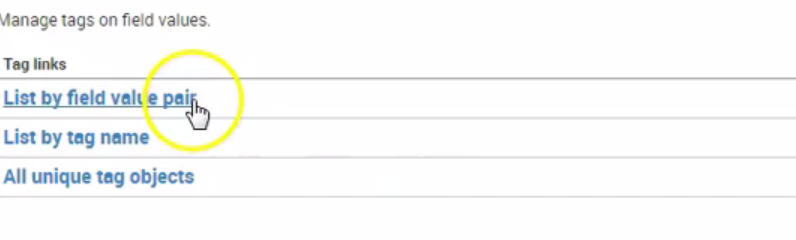 Manage tags on field values.
Tag links
List by field value pair
List by tag name
All unique tag objects